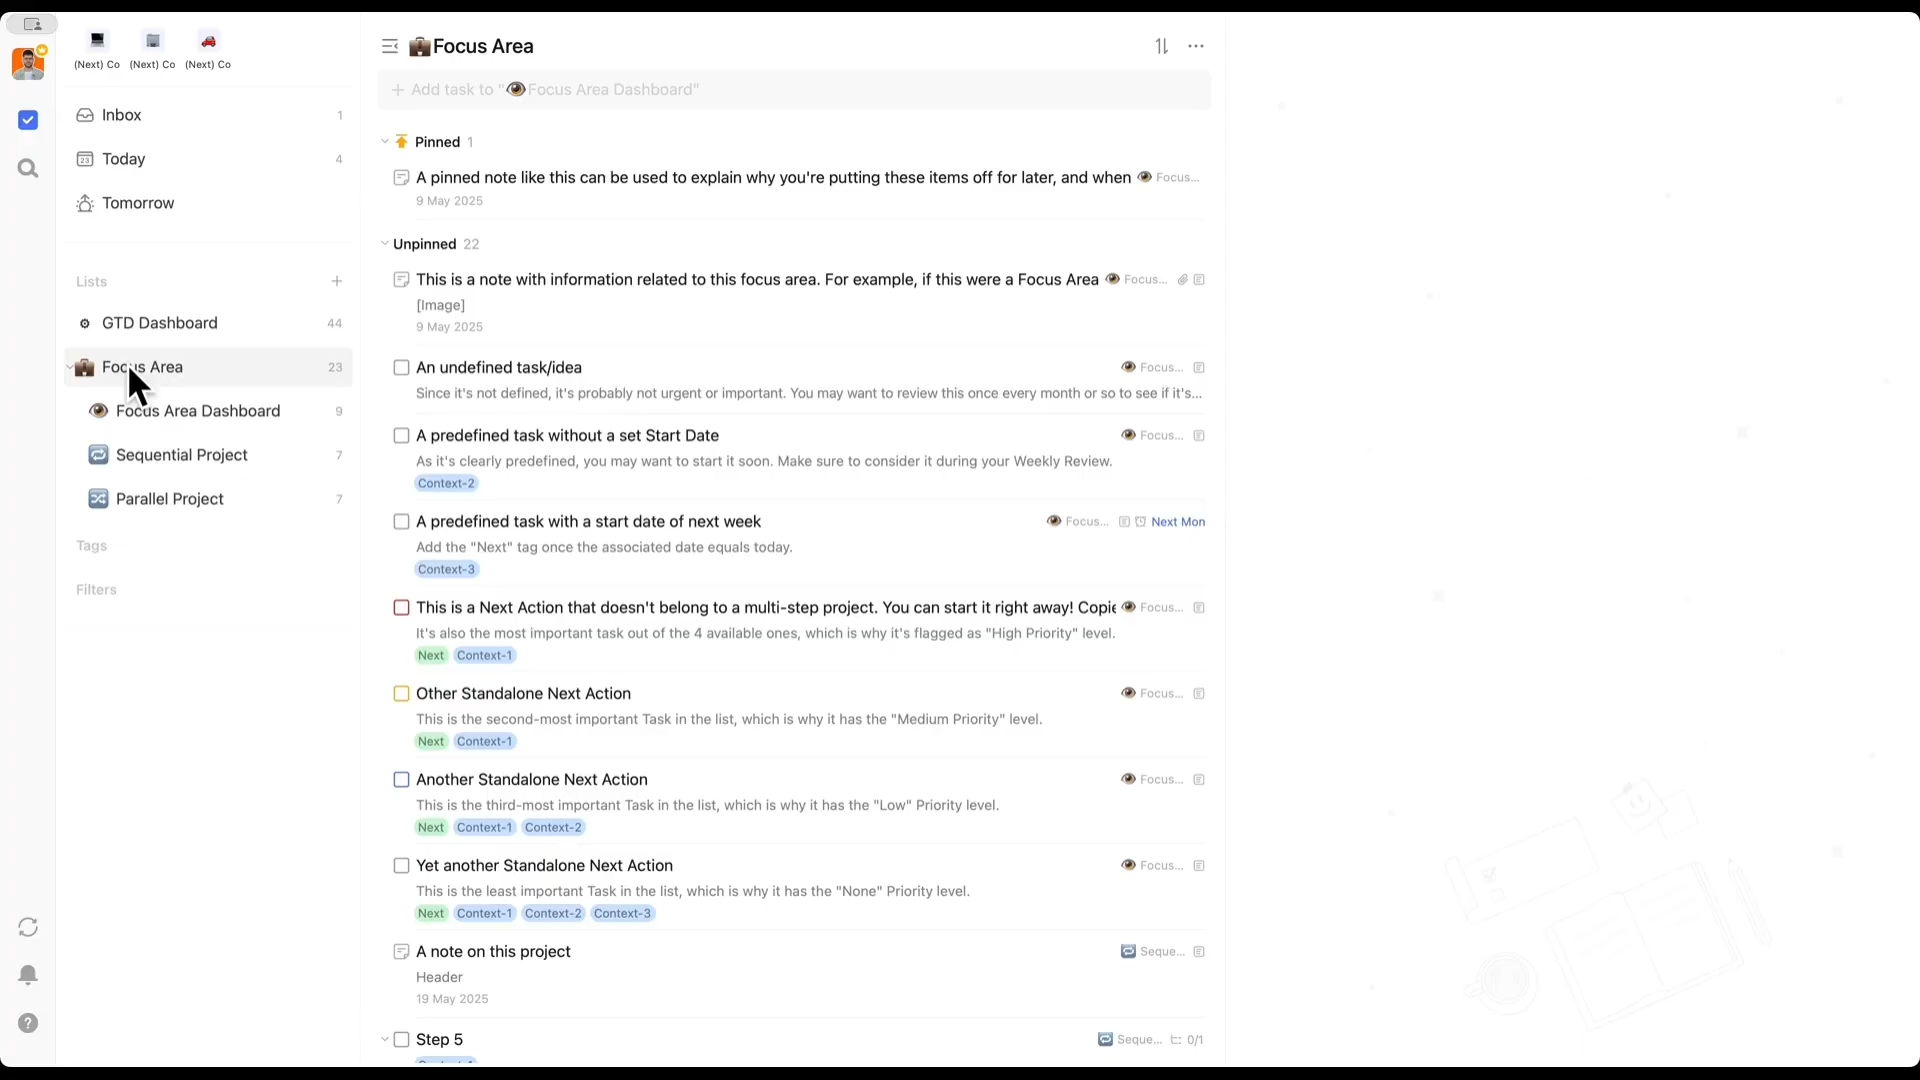 (Next) Co (Next) Co (Next) Co
Inbox 1
23 Today 4
Tomorrow
Lists +
GTD Dashboard 44
Focus Area 23
Focus Area Dashboard 9
Sequential Project 7
Parallel Project 7
Tags
Filters
Focus Area
+ Add task to "👁Focus Area Dashboard"
Pinned 1
A pinned note like this can be used to explain why you're putting these items off for later, and when Focus...
9 May 2025
Unpinned 22
This is a note with information related to this focus area. For example, if this were a Focus Area Focus...
[Image]
9 May 2025
An undefined task/idea Focus...
Since it's not defined, it's probably not urgent or important. You may want to review this once every month or so to see if it's...
A predefined task without a set Start Date Focus...
As it's clearly predefined, you may want to start it soon. Make sure to consider it during your Weekly Review.
Context-2
A predefined task with a start date of next week Focus... Next Mon
Add the "Next" tag once the associated date equals today.
Context-3
This is a Next Action that doesn't belong to a multi-step project. You can start it right away! Copie Focus...
It's also the most important task out of the 4 available ones, which is why it's flagged as "High Priority" level.
Next Context-1
Other Standalone Next Action Focus...
This is the second-most important Task in the list, which is why it has the "Medium Priority" level.
Next Context-1
Another Standalone Next Action Focus...
This is the third-most important Task in the list, which is why it has the "Low" Priority level.
Next Context-1 Context-2
Yet another Standalone Next Action Focus...
This is the least important Task in the list, which is why it has the "None" Priority level.
Next Context-1 Context-2 Context-3
A note on this project Seque...
Header
19 May 2025
Step 5 Seque... 0/1